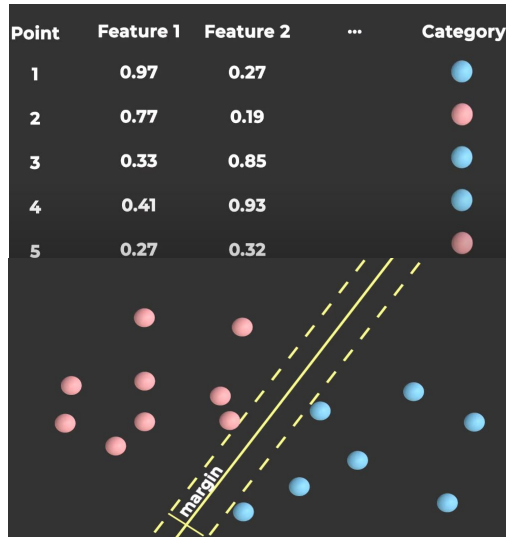 Point Feature 1 Feature 2 ... Category
1 0.97 0.27
2 0.77 0.19
3 0.33 0.85
4 0.41 0.93
5 0.27 0.32
margin